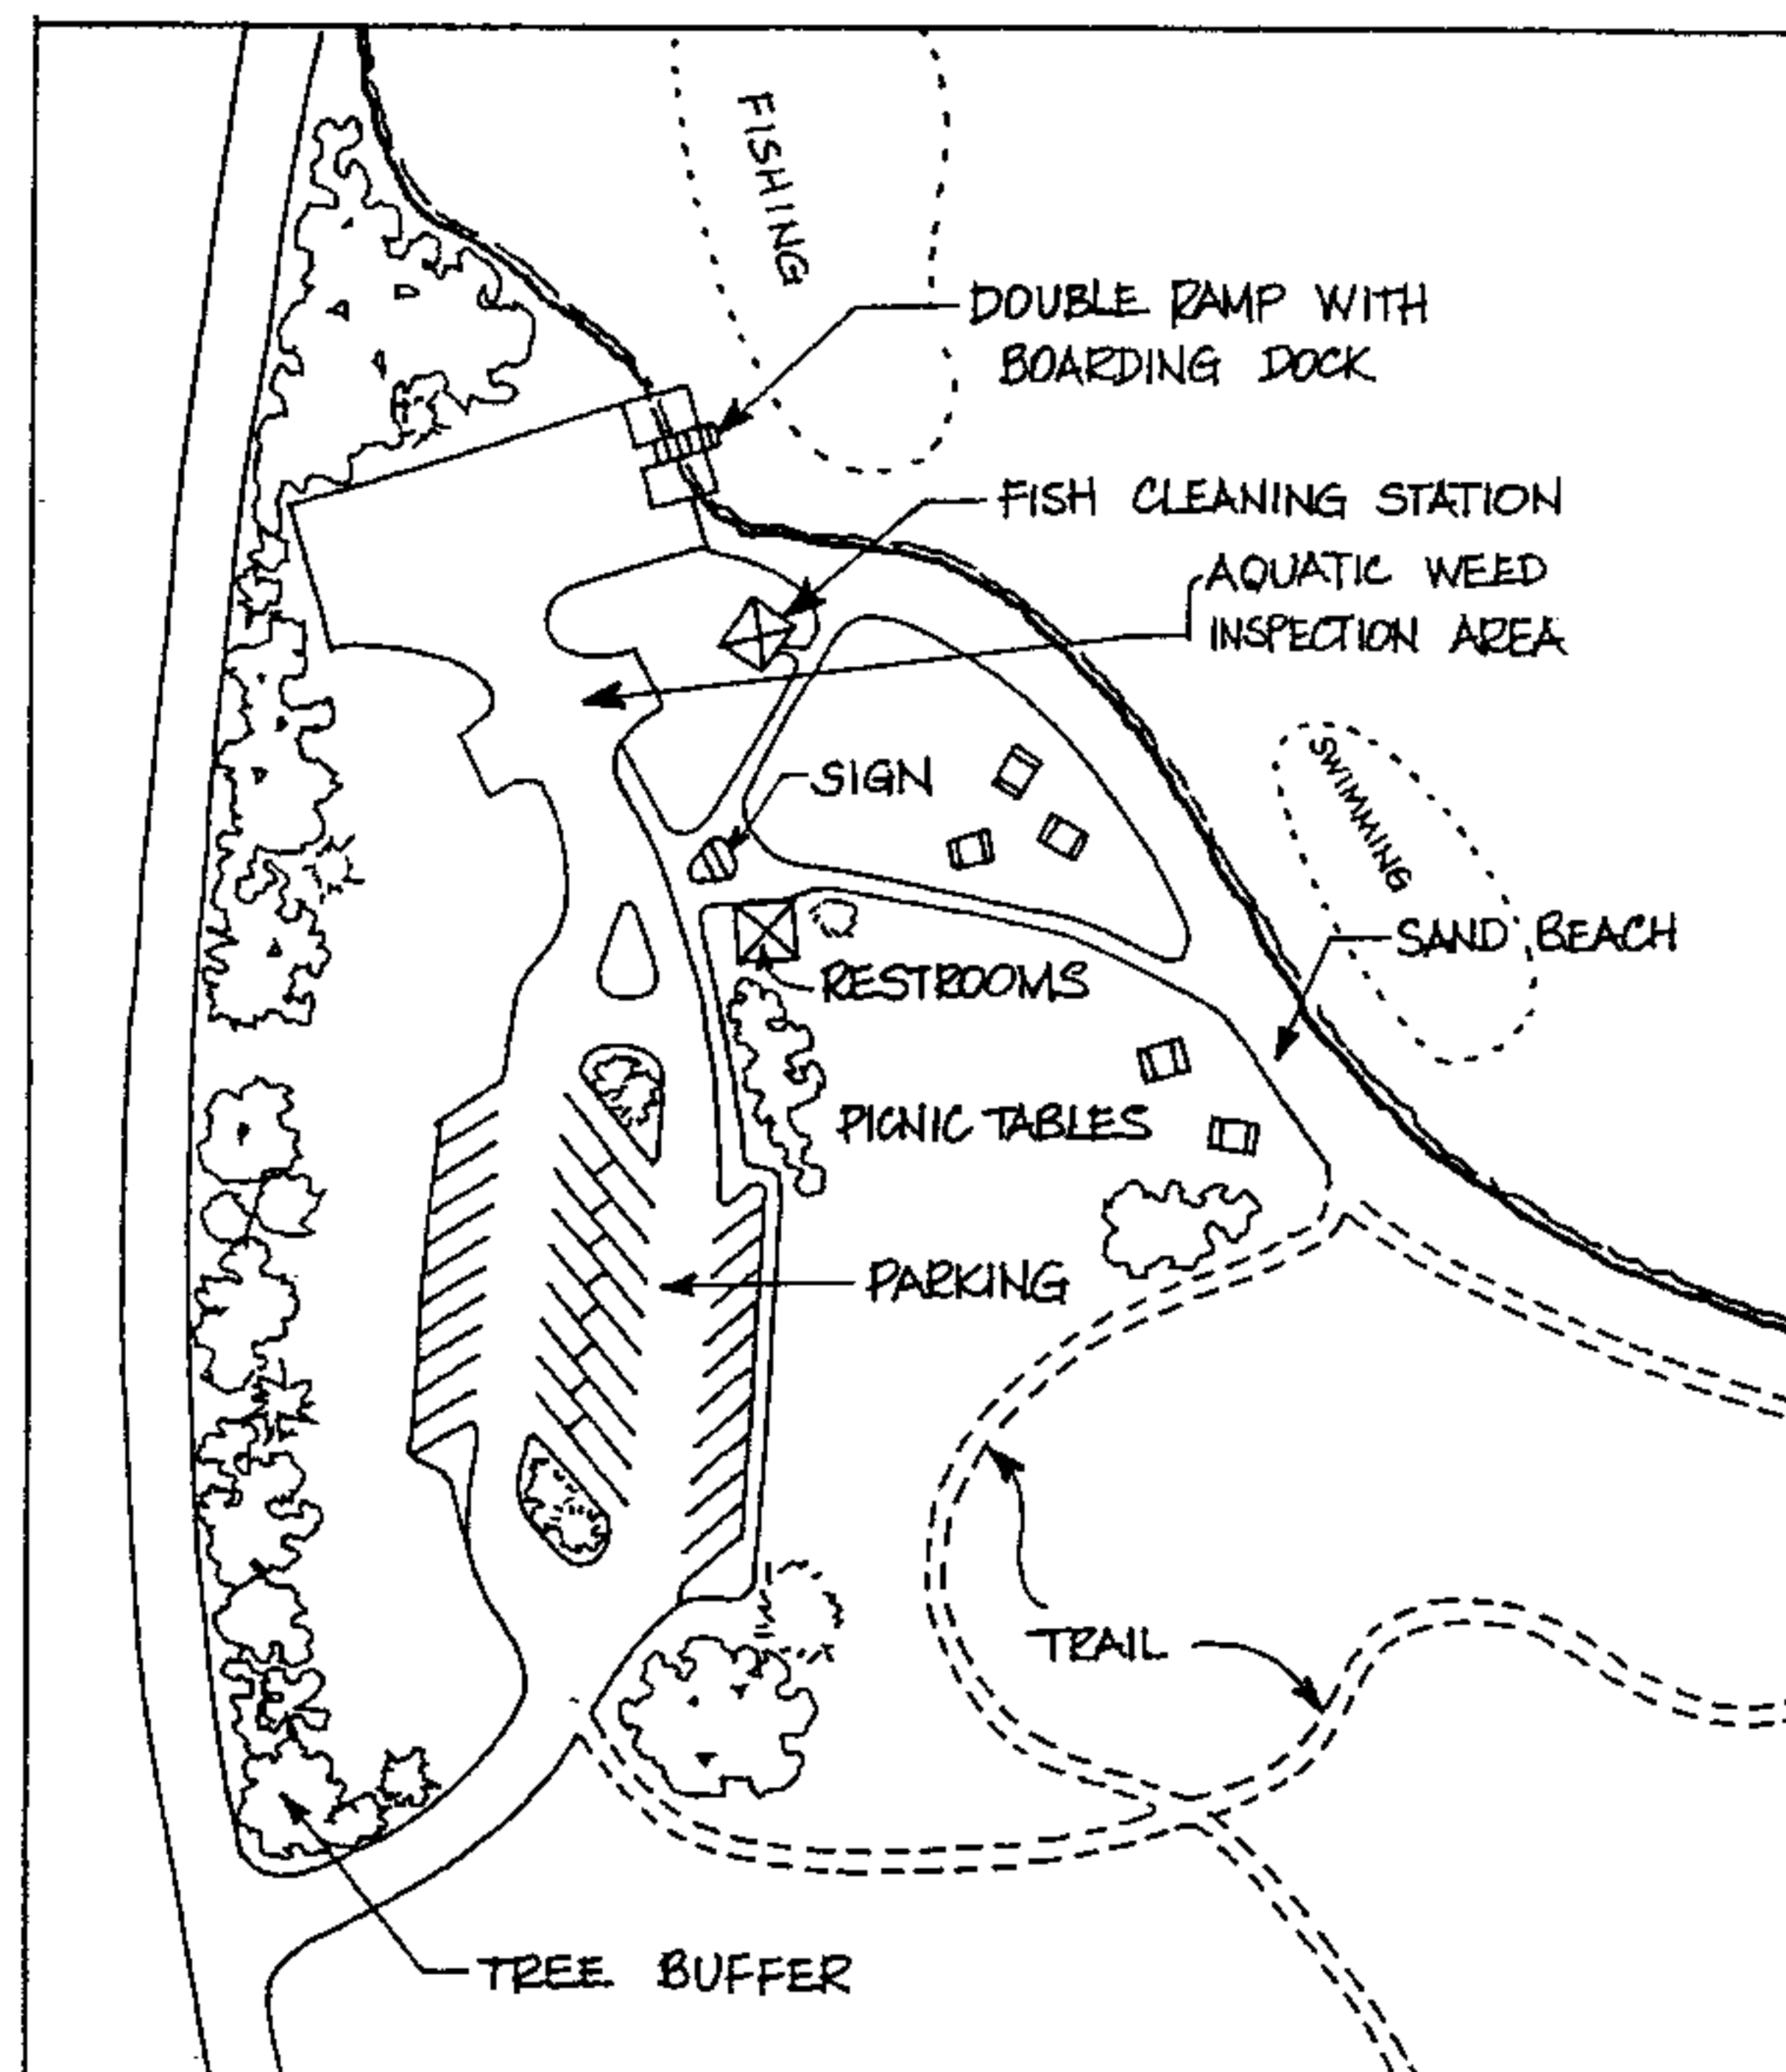 FISHING
DOUBLE RAMP WITH
BOARDING DOCK
FISH CLEANING STATION
AQUATIC WEED
INSPECTION AREA
SIGN
SWIMMING
SAND BEACH
RESTROOMS
PICNIC TABLES
PARKING
TRAIL
TREE BUFFER